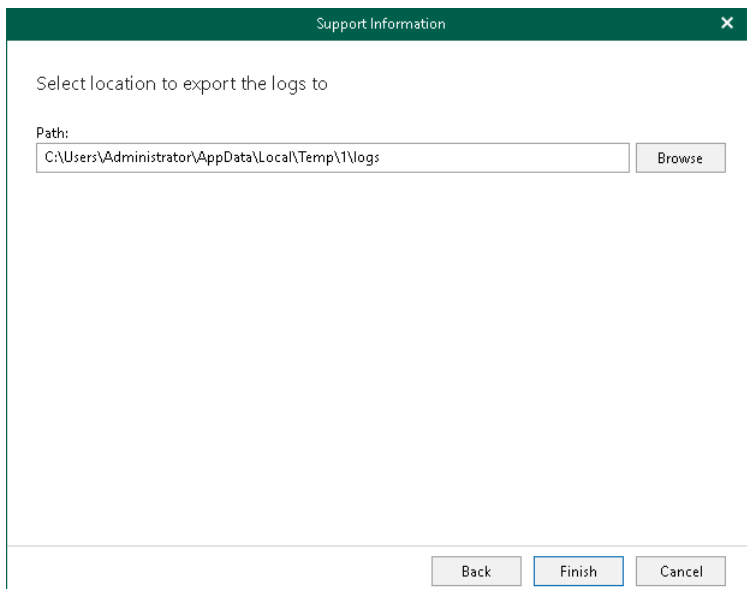 Support Information
Select location to export the logs to
Path:
C:\Users\Administrator\AppData\Local\Temp\1\logs
Browse
Back
Finish
Cancel